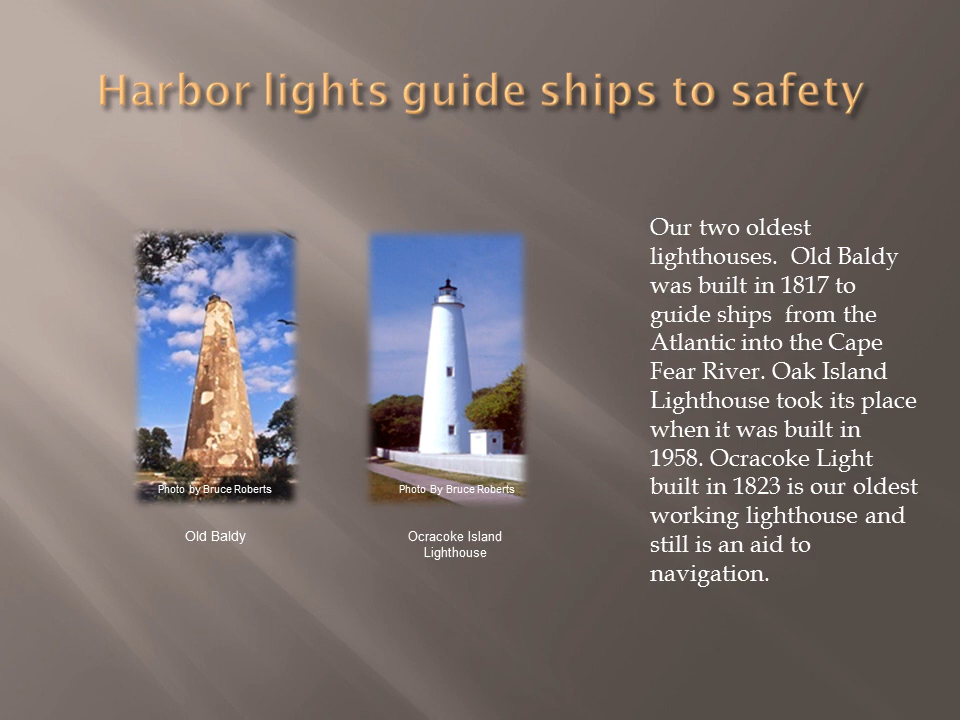 Harbor lights guide ships to safety
Photo by Bruce Roberts
Old Baldy
Photo By Bruce Roberts
Ocracoke Island
Lighthouse
Our two oldest
lighthouses.  Old Baldy
was built in 1817 to
guide ships  from the
Atlantic into the Cape
Fear River. Oak Island
Lighthouse took its place
when it was built in
1958. Ocracoke Light
built in 1823 is our oldest
working lighthouse and
still is an aid to
navigation.